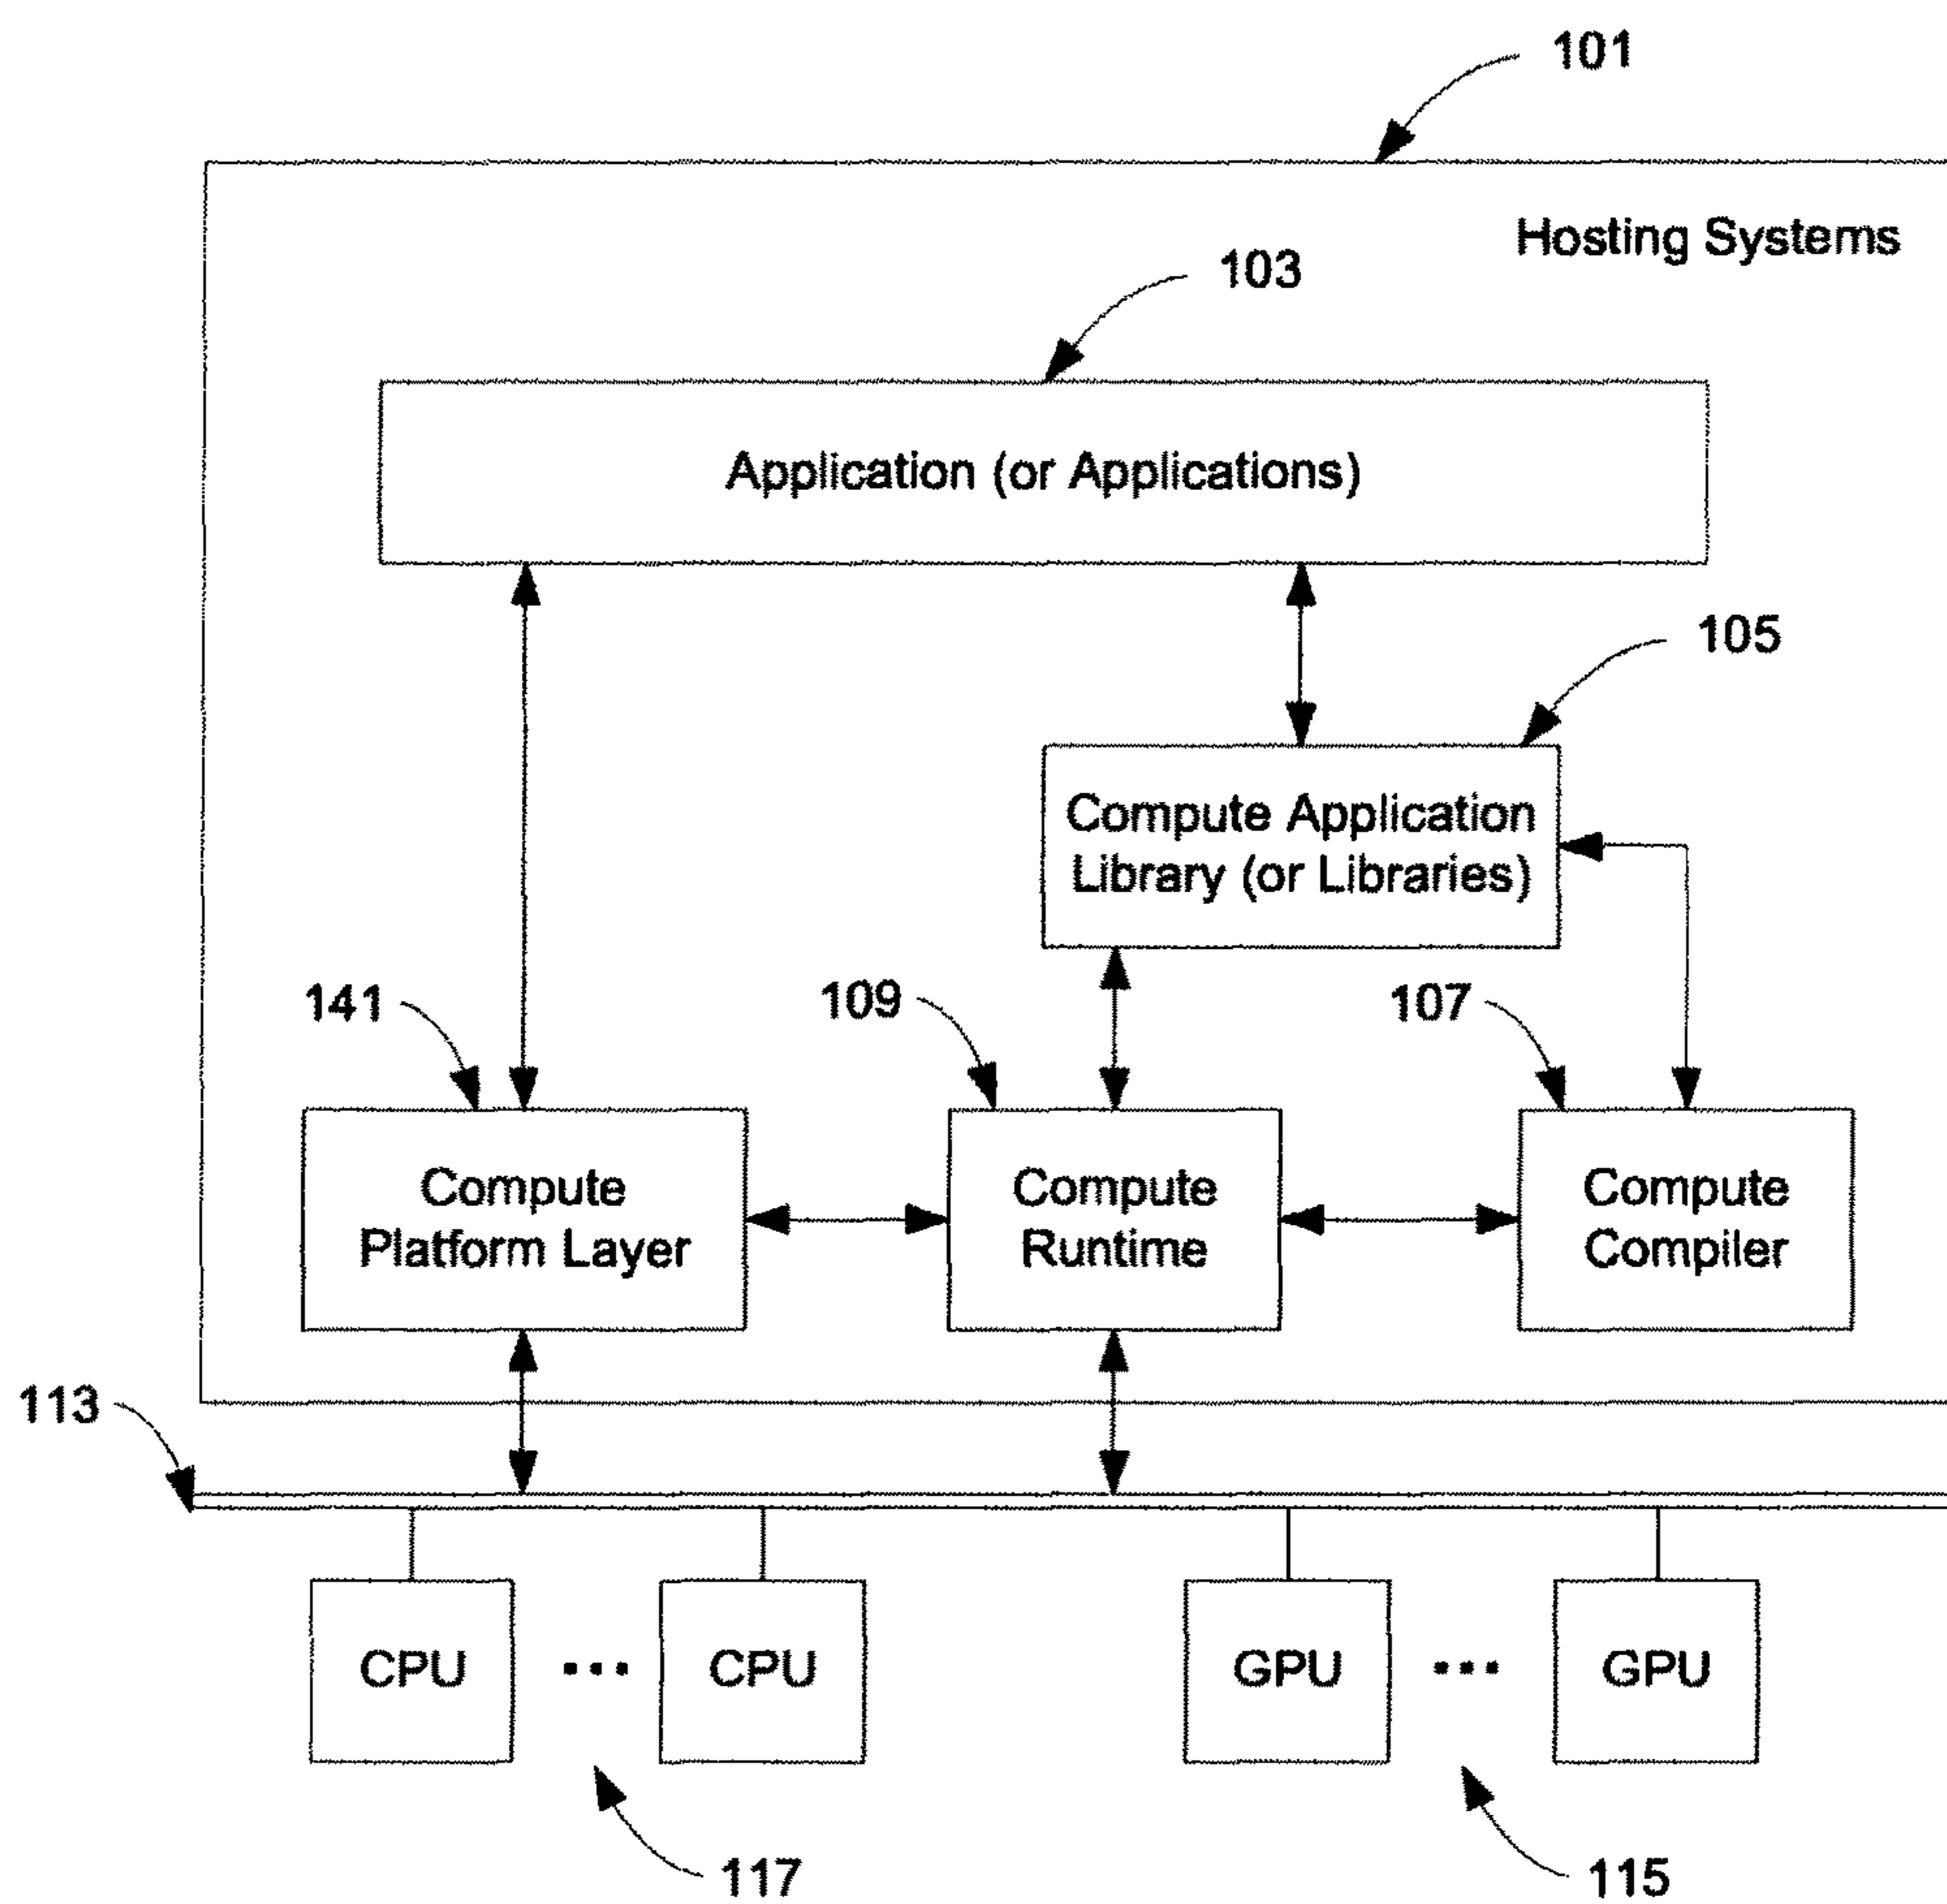 101
Hosting Systems
103
Application (or Applications)
105
Compute Application
Library (or Libraries)
141
109
107
Compute
Platform Layer
Compute
Runtime
Compute
Compiler
113
CPU
...
CPU
GPU
...
GPU
117
115